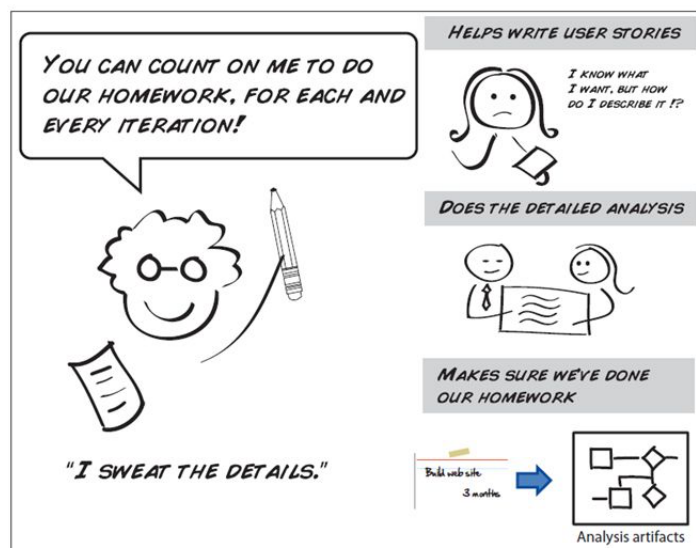 YOU CAN COUNT ON ME TO DO
OUR HOMEWORK, FOR EACH AND
EVERY ITERATION!
"I SWEAT THE DETAILS."
HELPS WRITE USER STORIES
I KNOW WHAT
I WANT, BUT HOW
DO I DESCRIBE IT !?
DOES THE DETAILED ANALYSIS
MAKES SURE WE'VE DONE
OUR HOMEWORK
Build web site
3 months
Analysis artifacts